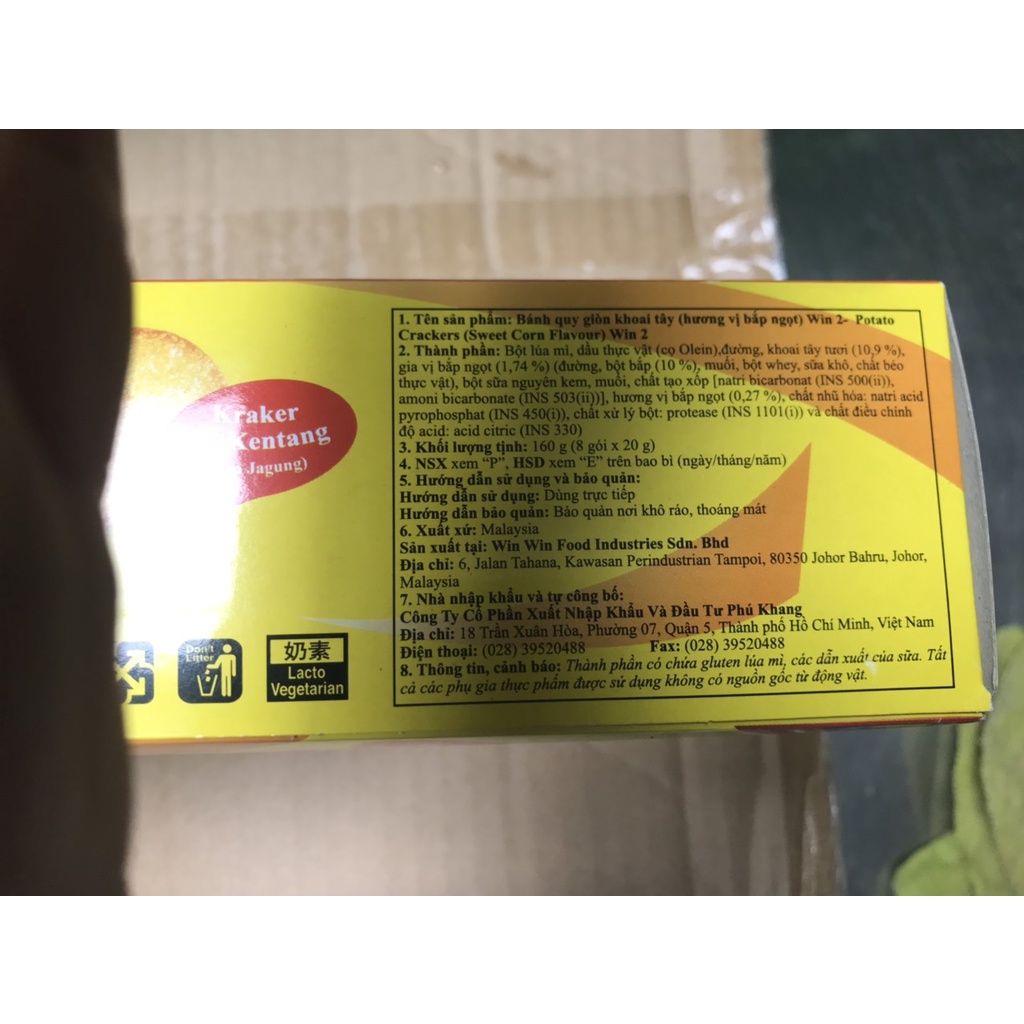 Kraker
Kentang
Jagung)
Don't
Litter
奶素
Lacto
Vegetarian
1. Tên sản phẩm: Bánh quy giòn khoai tây (hương vị bắp ngọt) Win 2- Potato
Crackers (Sweet Corn Flavour) Win 2
2. Thành phần: Bột lúa mì, dầu thực vật (cọ Olein),đường, khoai tây tươi (10,9 %),
gia vị bắp ngọt (1,74 %) (đường, bột bắp (10 %), muối, bột whey, sữa khô, chất béo
thực vật), bột sữa nguyên kem, muối, chất tạo xốp [natri bicarbonat (INS 500(ii)),
amoni bicarbonate (INS 503(ii))], hương vị bắp ngọt (0,27 %), chất nhũ hóa: natri acid
pyrophosphat (INS 450(i)), chất xử lý bột: protease (INS 1101(i)) và chất điều chỉnh
độ acid: acid citric (INS 330)
3. Khối lượng tịnh: 160 g (8 gói x 20 g)
4. NSX xem “P”, HSD xem “E” trên bao bì (ngày/tháng/năm)
5. Hướng dẫn sử dụng và bảo quản:
Hướng dẫn sử dụng: Dùng trực tiếp
Hướng dẫn bảo quản: Bảo quản nơi khô ráo, thoáng mát
6. Xuất xứ: Malaysia
Sản xuất tại: Win Win Food Industries Sdn. Bhd
Địa chỉ: 6, Jalan Tahana, Kawasan Perindustrian Tampoi, 80350 Johor Bahru, Johor,
Malaysia
7. Nhà nhập khẩu và tự công bố:
Công Ty Cổ Phần Xuất Nhập Khẩu Và Đầu Tư Phú Khang
Địa chỉ: 18 Trần Xuân Hòa, Phường 07, Quận 5, Thành phố Hồ Chí Minh, Việt Nam
Điện thoại: (028) 39520488 Fax: (028) 39520488
8. Thông tin, cảnh báo: Thành phần có chứa gluten lúa mì, các dẫn xuất của sữa. Tất
cả các phụ gia thực phẩm được sử dụng không có nguồn gốc từ động vật.